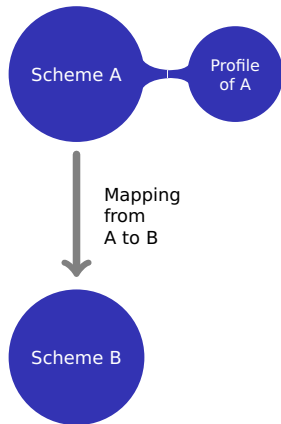 Scheme A
Profile
of A
Mapping
from
A to B
Scheme B